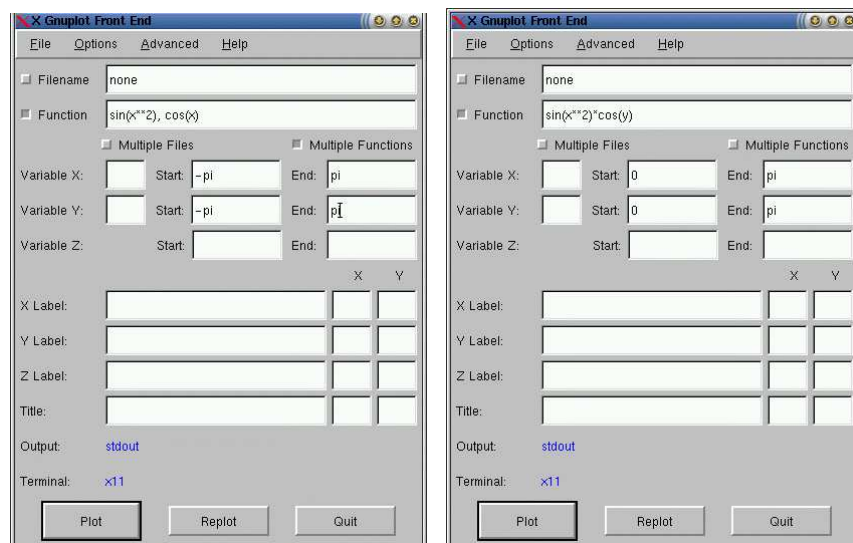 X Gnuplot Front End
File Options Advanced Help
Filename none
Function sin(x**2), cos(x)
Multiple Files Multiple Functions
Variable X: Start: -pi End: pi
Variable Y: Start: -pi End: pi
Variable Z: Start: End:
X Y
X Label:
Y Label:
Z Label:
Title:
Output: stdout
Terminal: x11
Plot Replot Quit
X Gnuplot Front End
File Options Advanced Help
Filename none
Function sin(x**2)*cos(y)
Multiple Files Multiple Functions
Variable X: Start: 0 End: pi
Variable Y: Start: 0 End: pi
Variable Z: Start: End:
X Y
X Label:
Y Label:
Z Label:
Title:
Output: stdout
Terminal: x11
Plot Replot Quit